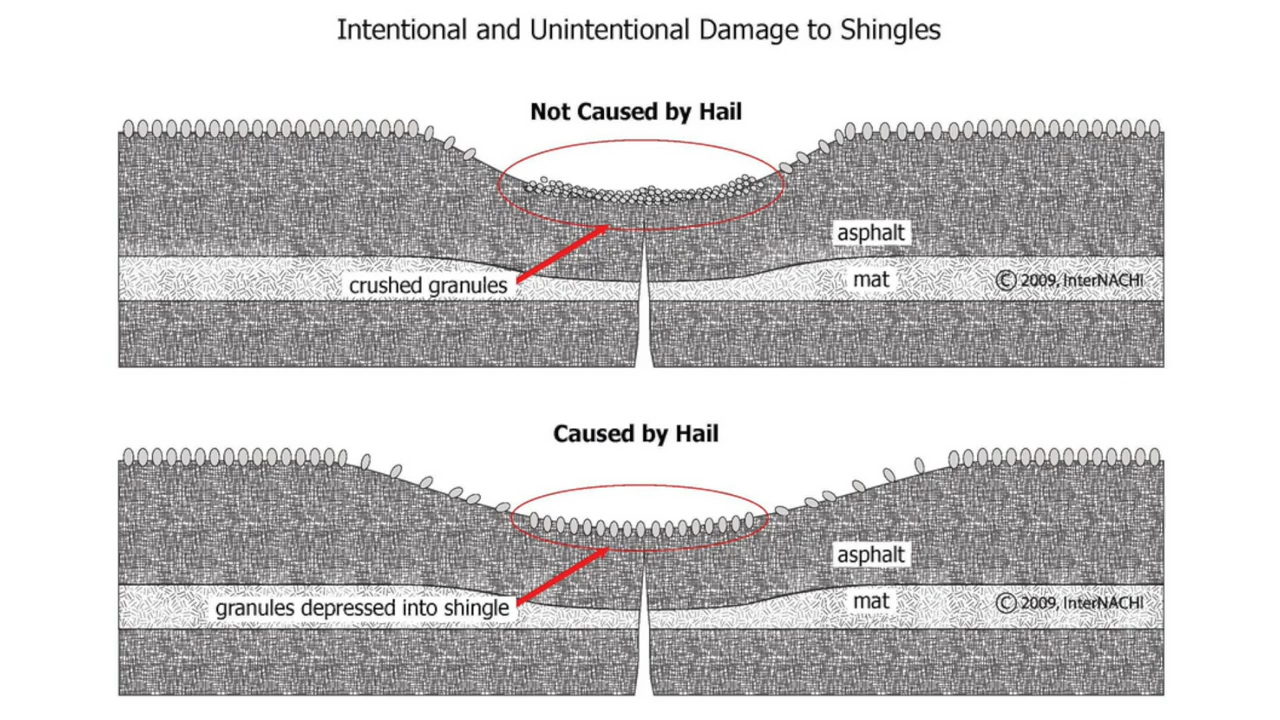 Intentional and Unintentional Damage to Shingles
Not Caused by Hail
asphalt
crushed granules
mat
© 2009, InterNACHI
Caused by Hail
asphalt
granules depressed into shingle
mat
© 2009, InterNACHI